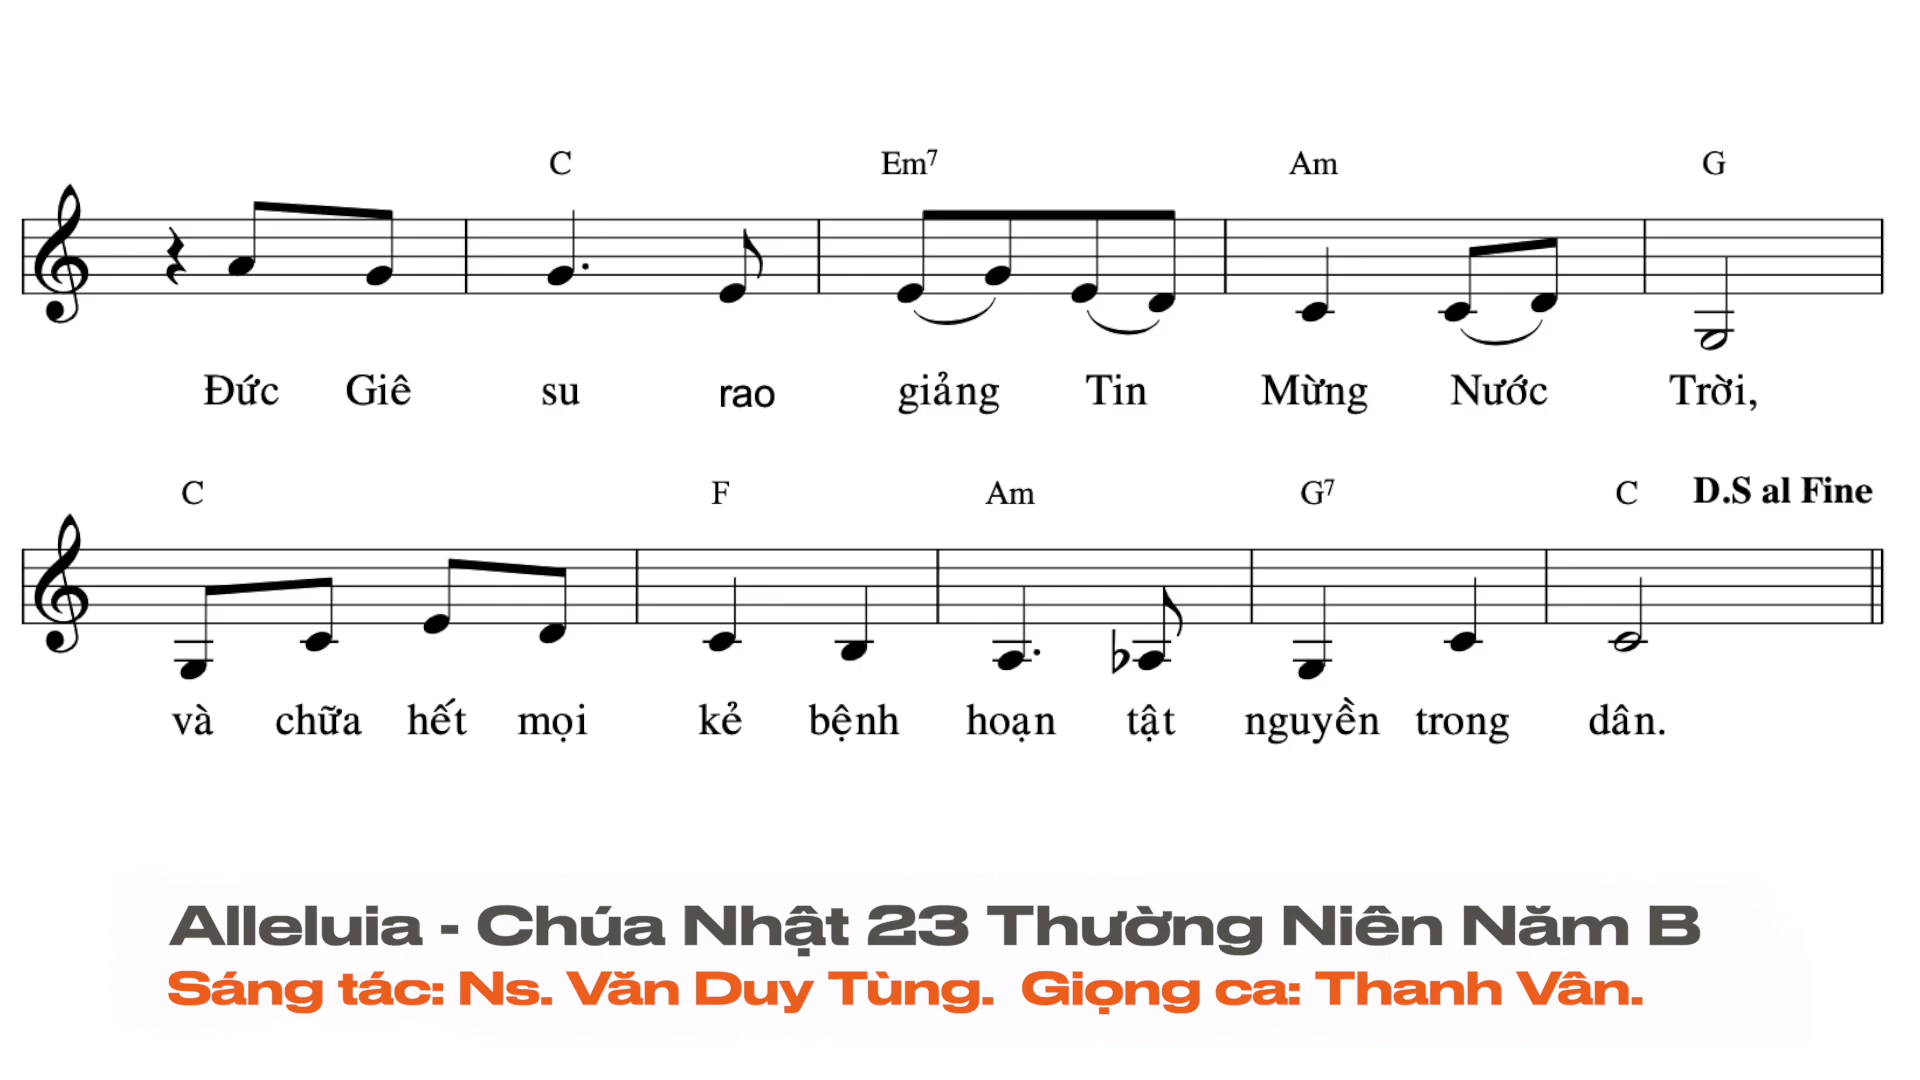 C Em7 Am G
Đức Giê su rao giảng Tin Mừng Nước Trời,
C F Am G7 C D.S al Fine
và chữa hết mọi kẻ bệnh hoạn tật nguyền trong dân.
Alleluia - Chúa Nhật 23 Thường Niên Năm B
Sáng tác: Ns. Văn Duy Tùng. Giọng ca: Thanh Vân.